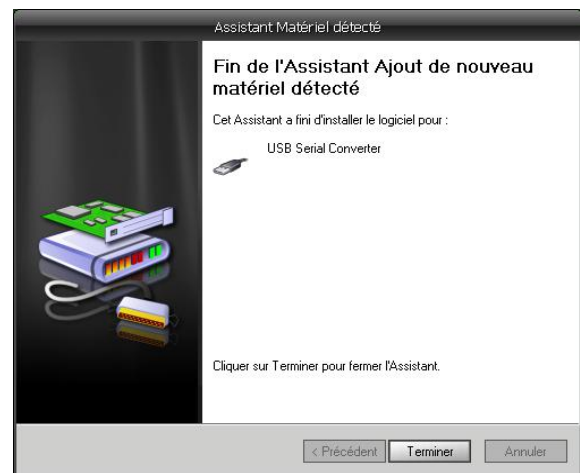 Assistant Matériel détecté
Fin de l'Assistant Ajout de nouveau
matériel détecté
Cet Assistant a fini d'installer le logiciel pour :
USB Serial Converter
Cliquer sur Terminer pour fermer l'Assistant.
< Précédent
Terminer
Annuler